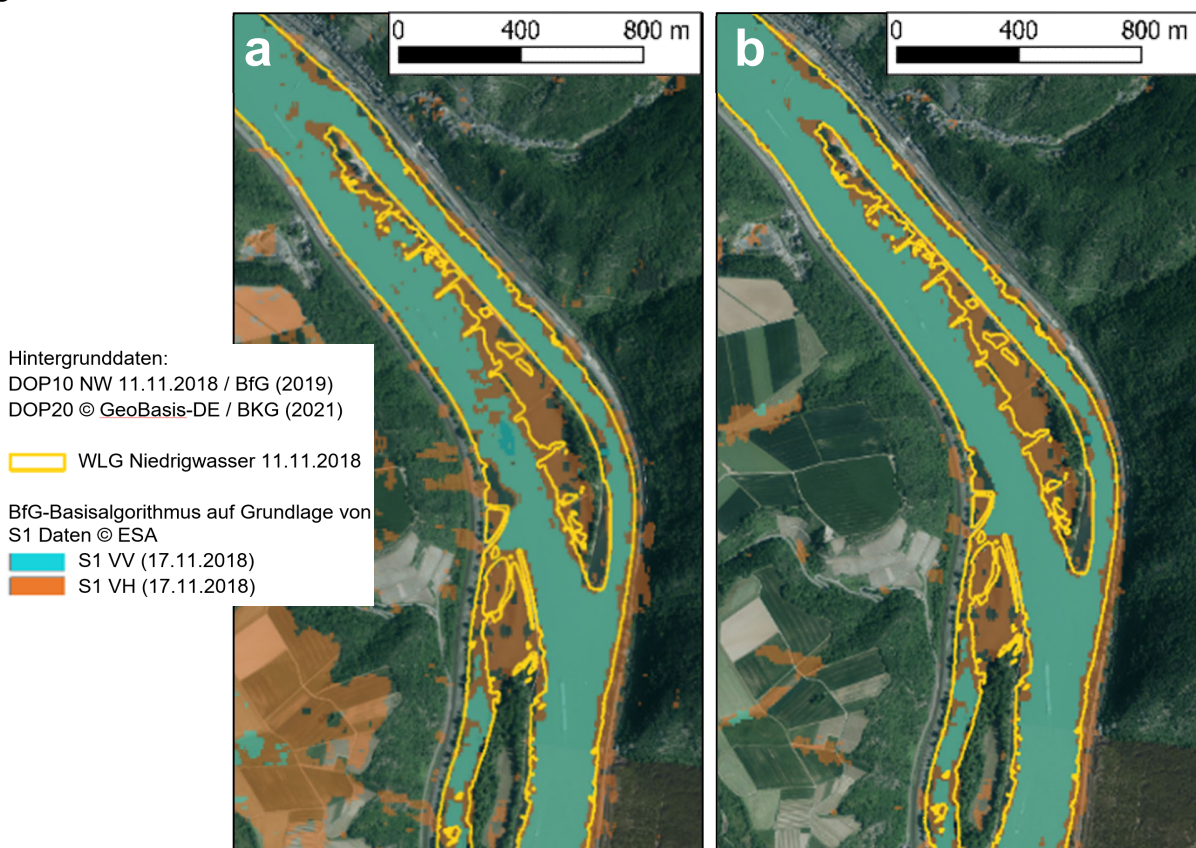 a
0 400 800 m
b
0 400 800 m
Hintergrunddaten:
DOP10 NW 11.11.2018 / BfG (2019)
DOP20 © GeoBasis-DE / BKG (2021)
WLG Niedrigwasser 11.11.2018
BfG-Basisalgorithmus auf Grundlage von
S1 Daten © ESA
S1 VV (17.11.2018)
S1 VH (17.11.2018)